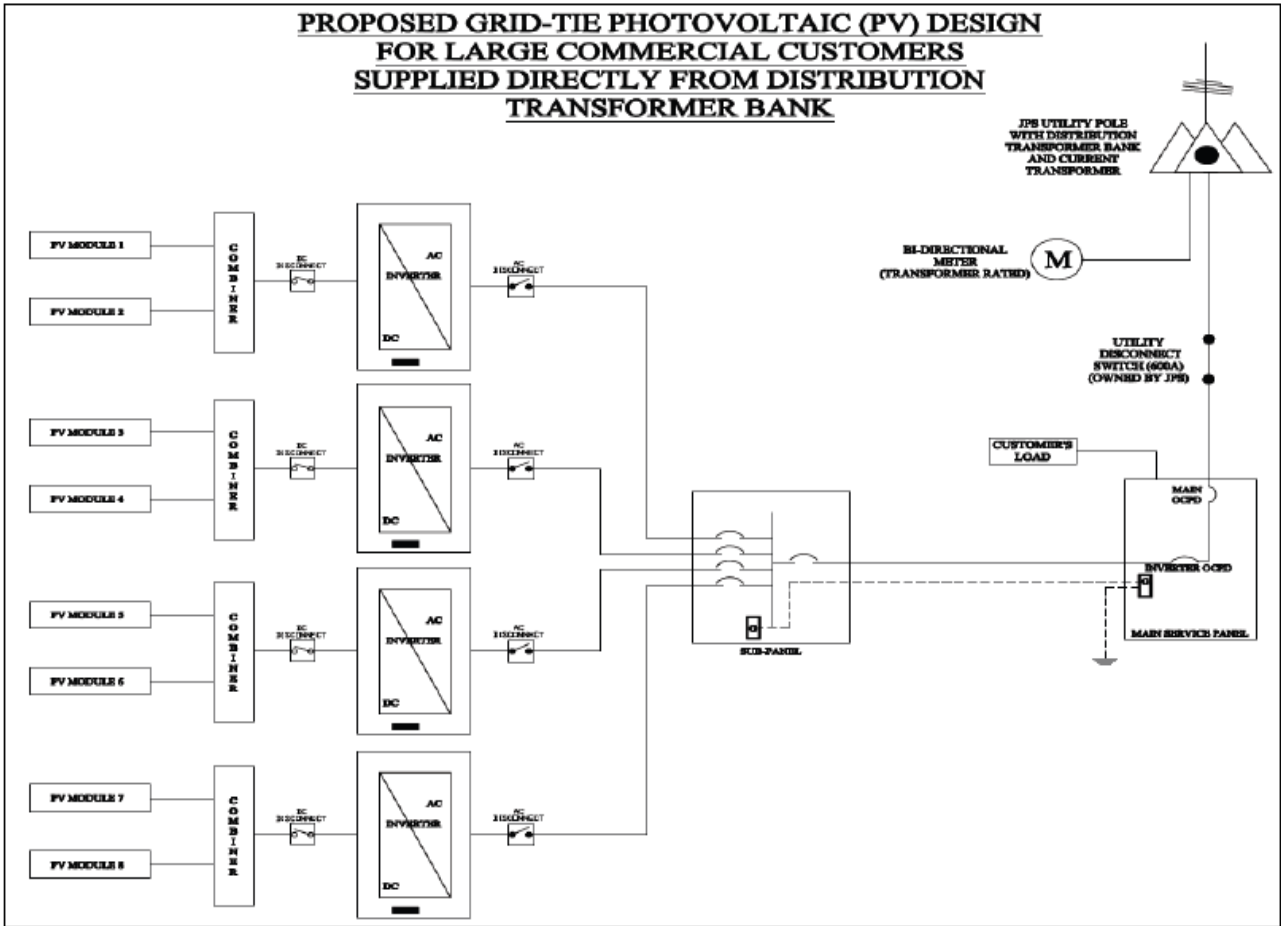 PROPOSED GRID-TIE PHOTOVOLTAIC (PV) DESIGN
FOR LARGE COMMERCIAL CUSTOMERS
SUPPLIED DIRECTLY FROM DISTRIBUTION
TRANSFORMER BANK
JPS UTILITY POLE
WITH DISTRIBUTION
TRANSFORMER BANK
AND CURRENT
TRANSFORMER
BI-DIRECTIONAL
METER
(TRANSFORMER RATED)
M
UTILITY
DISCONNECT
SWITCH (600A)
(OWNED BY JPS)
CUSTOMER'S
LOAD
MAIN
OCPD
INVERTER OCPD
G
MAIN SERVICE PANEL
PV MODULE 1
PV MODULE 2
COMBINER
DC
DISCONNECT
AC
INVERTER
DC
AC
DISCONNECT
PV MODULE 3
PV MODULE 4
COMBINER
DC
DISCONNECT
AC
INVERTER
DC
AC
DISCONNECT
PV MODULE 5
PV MODULE 6
COMBINER
DC
DISCONNECT
AC
INVERTER
DC
AC
DISCONNECT
PV MODULE 7
PV MODULE 8
COMBINER
DC
DISCONNECT
AC
INVERTER
DC
AC
DISCONNECT
G
SUB-PANEL